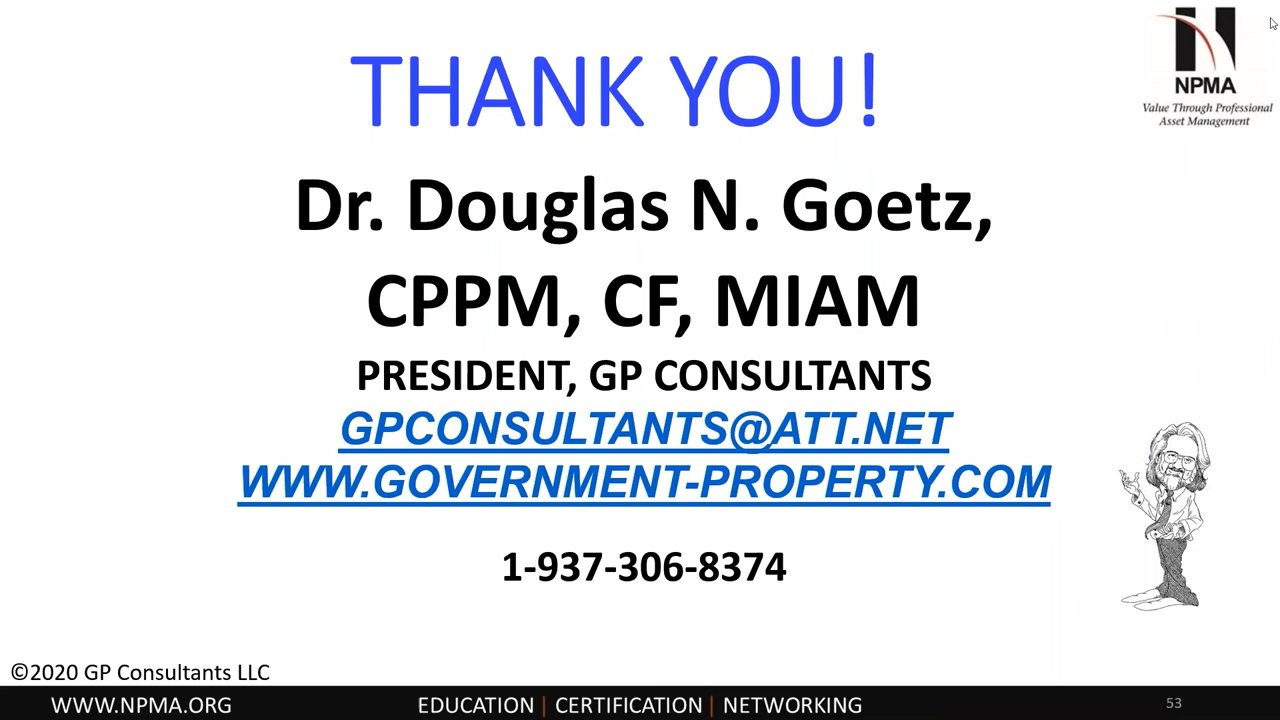 THANK YOU!
NPMA
Value Through Professional
Asset Management
Dr. Douglas N. Goetz,
CPPM, CF, MIAM
PRESIDENT, GP CONSULTANTS
GPCONSULTANTS@ATT.NET
WWW.GOVERNMENT-PROPERTY.COM
1-937-306-8374
©2020 GP Consultants LLC
WWW.NPMA.ORG
EDUCATION | CERTIFICATION | NETWORKING
53